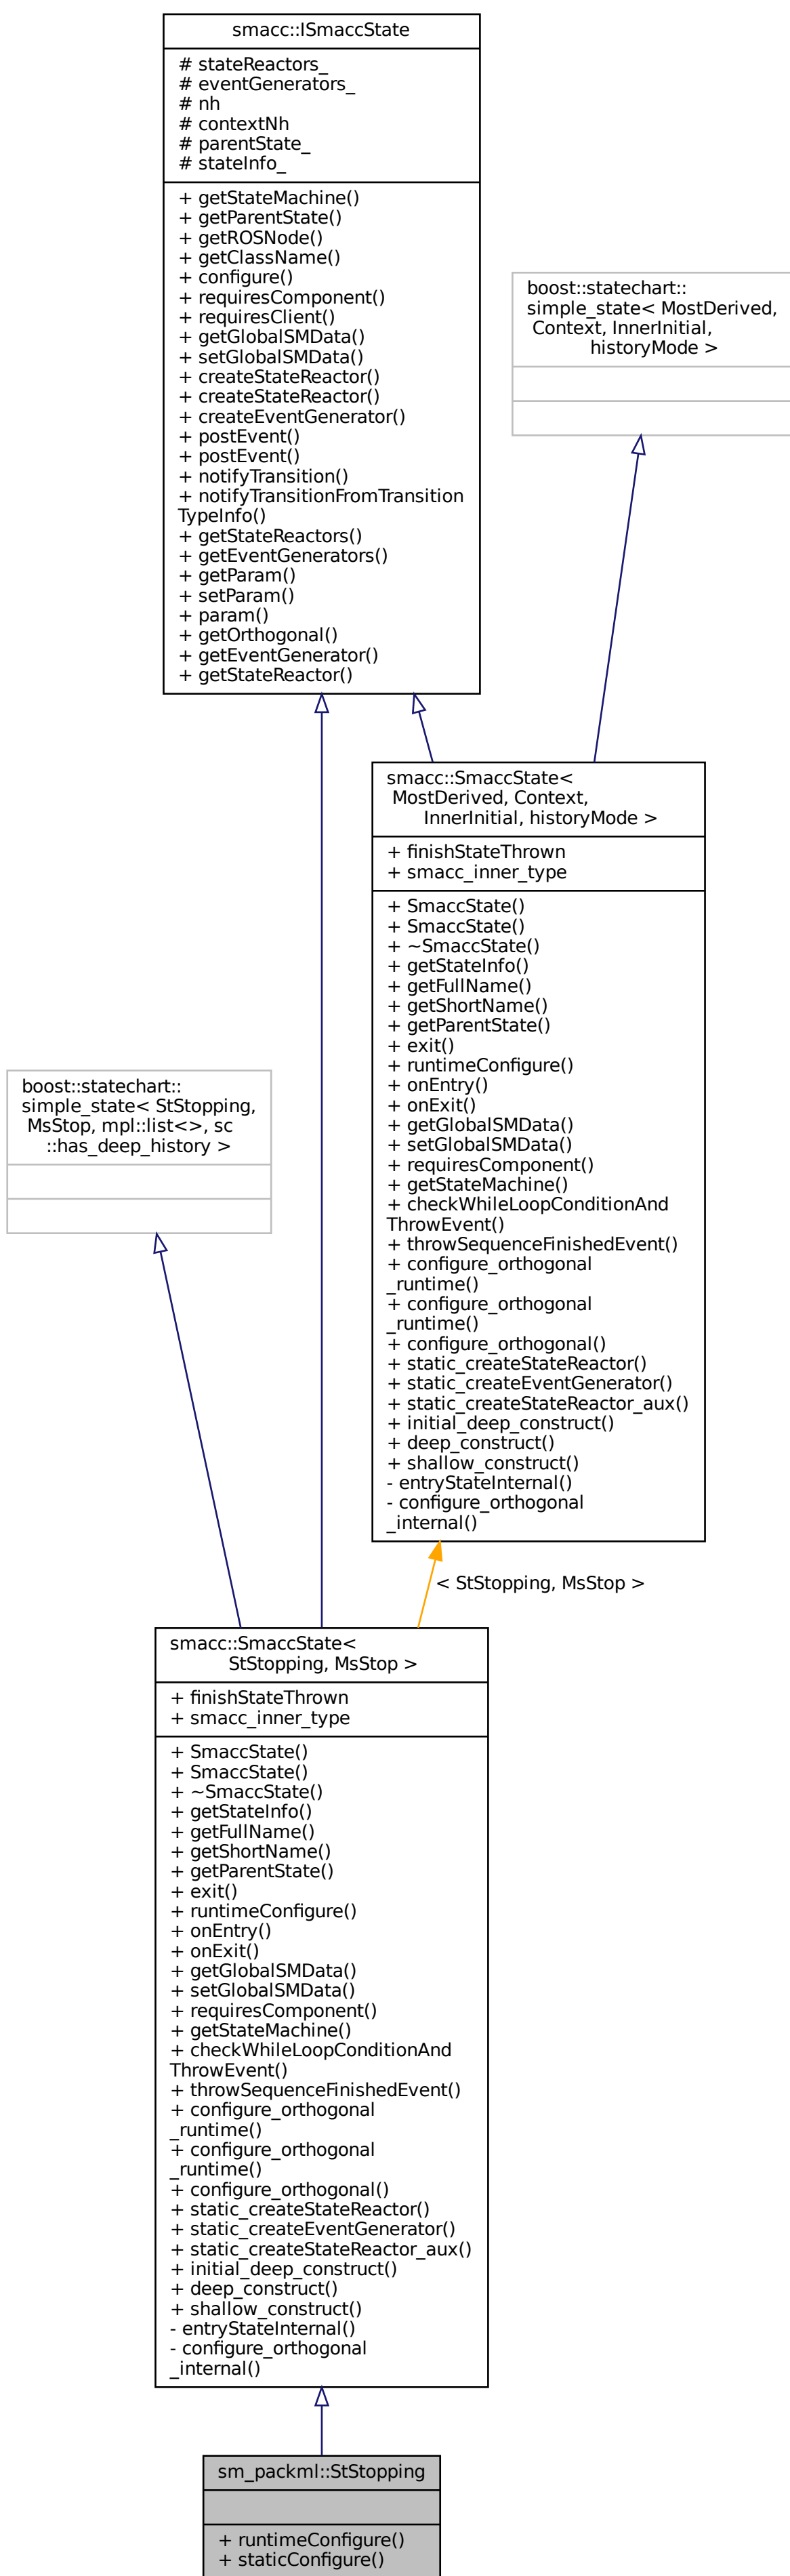 smacc::ISmaccState
# stateReactors_
# eventGenerators_
# nh
# contextNh
# parentState_
# stateInfo_
+ getStateMachine()
+ getParentState()
+ getROSNode()
+ getClassName()
+ configure()
+ requiresComponent()
+ requiresClient()
+ getGlobalSMData()
+ setGlobalSMData()
+ createStateReactor()
+ createStateReactor()
+ createEventGenerator()
+ postEvent()
+ postEvent()
+ notifyTransition()
+ notifyTransitionFromTransition
TypeInfo()
+ getStateReactors()
+ getEventGenerators()
+ getParam()
+ setParam()
+ param()
+ getOrthogonal()
+ getEventGenerator()
+ getStateReactor()
boost::statechart::
simple_state< MostDerived,
Context, InnerInitial,
historyMode >
smacc::SmaccState<
MostDerived, Context,
InnerInitial, historyMode >
+ finishStateThrown
+ smacc_inner_type
+ SmaccState()
+ SmaccState()
+ ~SmaccState()
+ getStateInfo()
+ getFullName()
+ getShortName()
+ getParentState()
+ exit()
+ runtimeConfigure()
+ onEntry()
+ onExit()
+ getGlobalSMData()
+ setGlobalSMData()
+ requiresComponent()
+ getStateMachine()
+ checkWhileLoopConditionAnd
ThrowEvent()
+ throwSequenceFinishedEvent()
+ configure_orthogonal
_runtime()
+ configure_orthogonal
_runtime()
+ configure_orthogonal()
+ static_createStateReactor()
+ static_createEventGenerator()
+ static_createStateReactor_aux()
+ initial_deep_construct()
+ deep_construct()
+ shallow_construct()
- entryStateInternal()
- configure_orthogonal
_internal()
boost::statechart::
simple_state< StStopping,
MsStop, mpl::list<>, sc
::has_deep_history >
< StStopping, MsStop >
smacc::SmaccState<
StStopping, MsStop >
+ finishStateThrown
+ smacc_inner_type
+ SmaccState()
+ SmaccState()
+ ~SmaccState()
+ getStateInfo()
+ getFullName()
+ getShortName()
+ getParentState()
+ exit()
+ runtimeConfigure()
+ onEntry()
+ onExit()
+ getGlobalSMData()
+ setGlobalSMData()
+ requiresComponent()
+ getStateMachine()
+ checkWhileLoopConditionAnd
ThrowEvent()
+ throwSequenceFinishedEvent()
+ configure_orthogonal
_runtime()
+ configure_orthogonal
_runtime()
+ configure_orthogonal()
+ static_createStateReactor()
+ static_createEventGenerator()
+ static_createStateReactor_aux()
+ initial_deep_construct()
+ deep_construct()
+ shallow_construct()
- entryStateInternal()
- configure_orthogonal
_internal()
sm_packml::StStopping
+ runtimeConfigure()
+ staticConfigure()